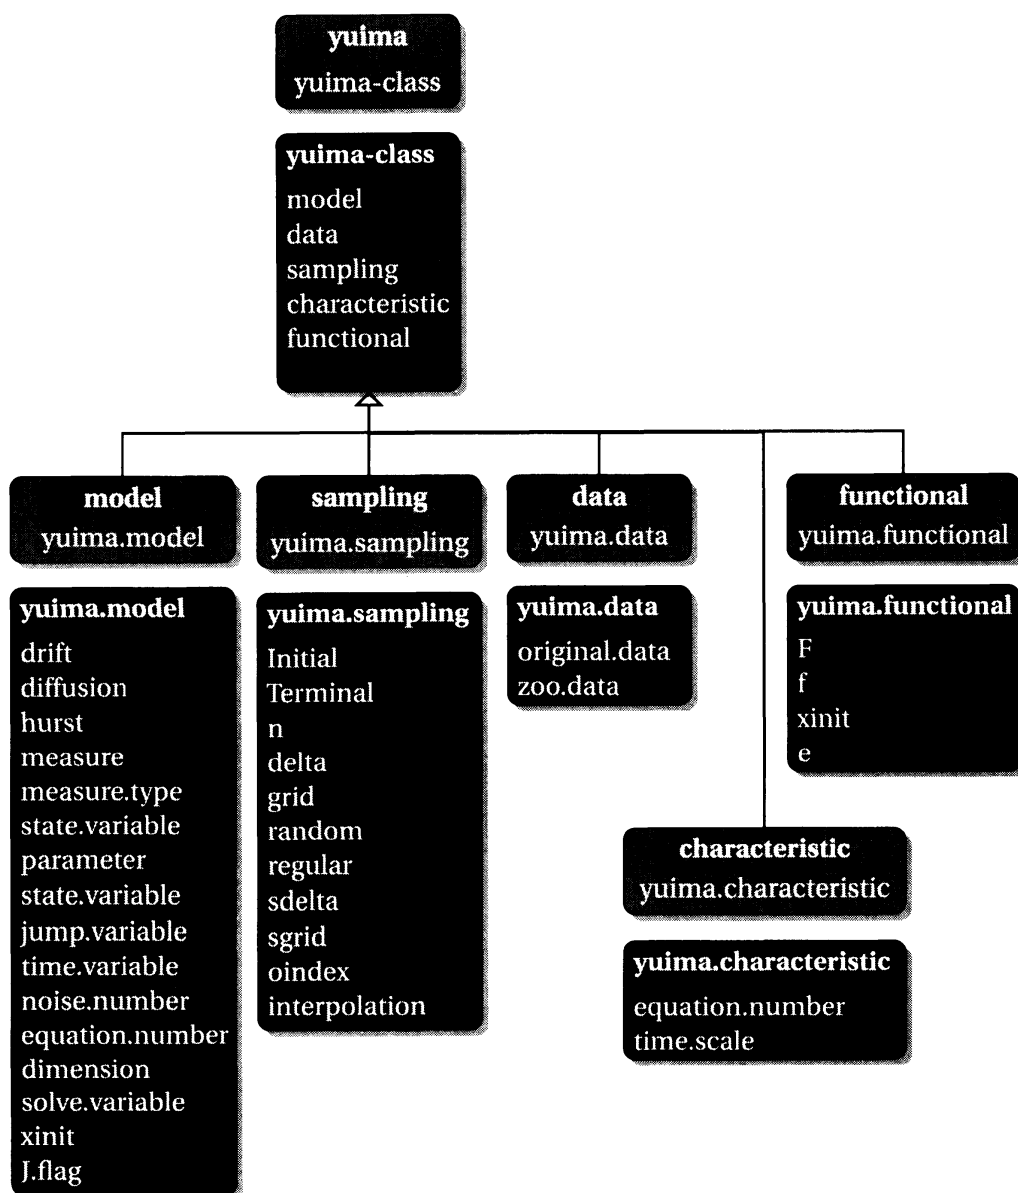 yuima
yuima-class
yuima-class
model
data
sampling
characteristic
functional
model
yuima.model
yuima.model
drift
diffusion
hurst
measure
measure.type
state.variable
parameter
state.variable
jump.variable
time.variable
noise.number
equation.number
dimension
solve.variable
xinit
J.flag
sampling
yuima.sampling
yuima.sampling
Initial
Terminal
n
delta
grid
random
regular
sdelta
sgrid
oindex
interpolation
data
yuima.data
yuima.data
original.data
zoo.data
functional
yuima.functional
yuima.functional
F
f
xinit
e
characteristic
yuima.characteristic
yuima.characteristic
equation.number
time.scale